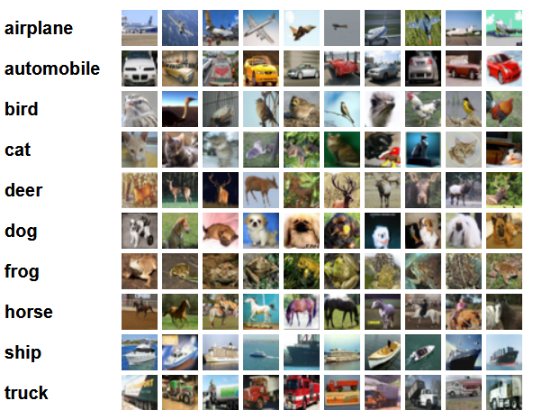 airplane
automobile
bird
cat
deer
dog
frog
horse
ship
truck